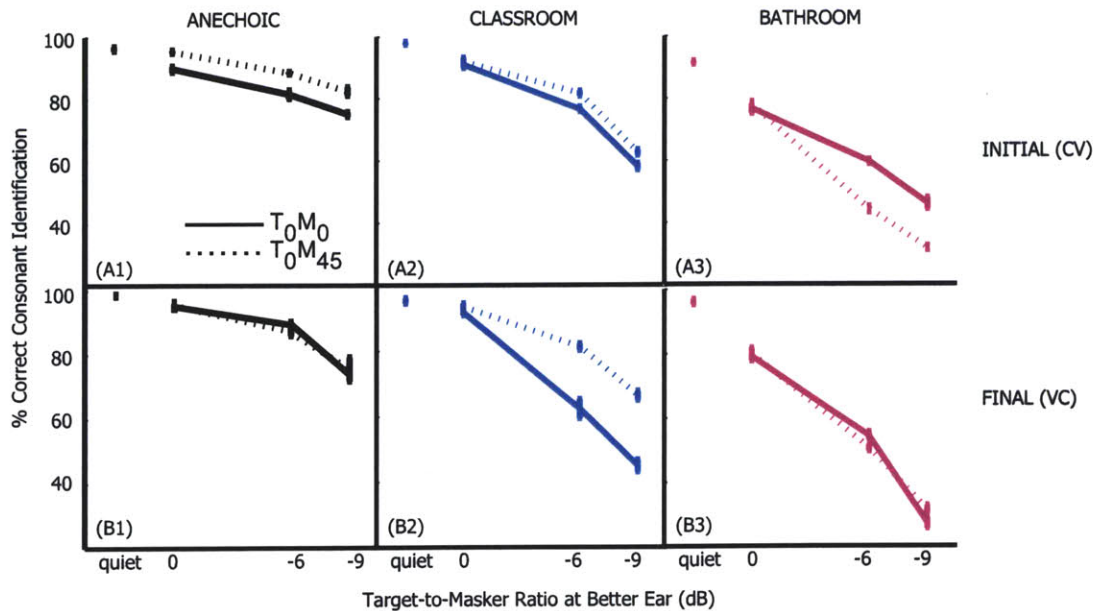 ANECHOIC CLASSROOM BATHROOM
% Correct Consonant Identification
100
80
60
40
T0M0
T0M45
(A1) (A2) (A3)
INITIAL (CV)
100
80
60
40
(B1) (B2) (B3)
FINAL (VC)
quiet 0 -6 -9 quiet 0 -6 -9 quiet 0 -6 -9
Target-to-Masker Ratio at Better Ear (dB)